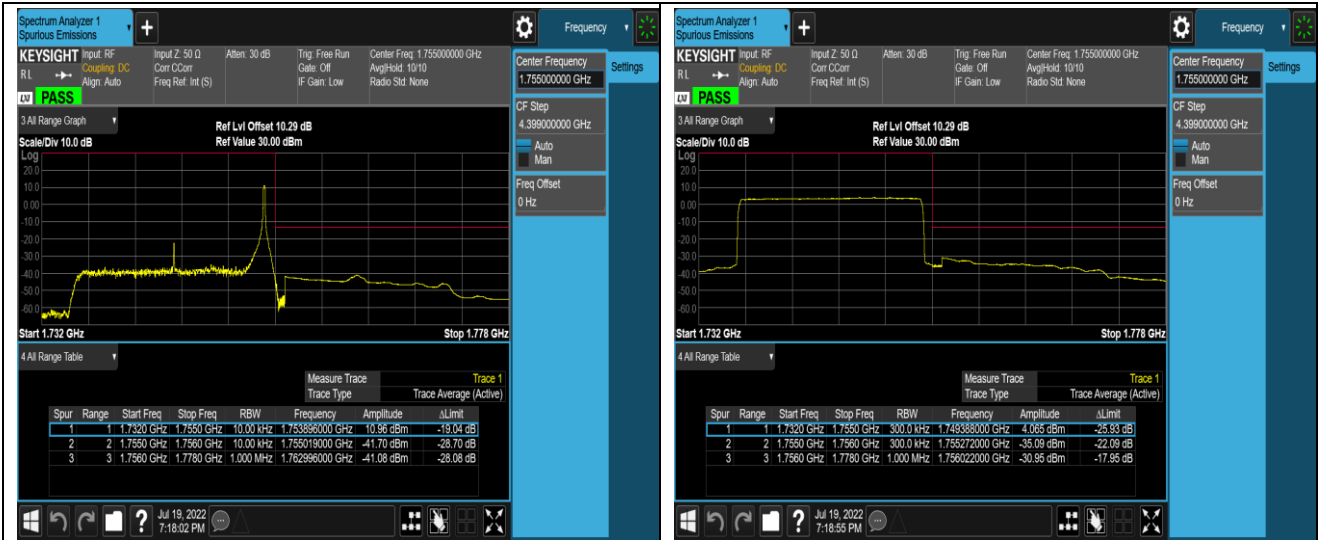 Spectrum Analyzer 1
Spurious Emissions
+
Frequency
KEYSIGHT Input: RF Input Z: 50 Ω Atten: 30 dB Trig: Free Run Center Freq: 1.755000000 GHz
RL Coupling: DC Corr CCorr Gate: Off Avg|Hold: 10/10
Align: Auto Freq Ref: Int (S) IF Gain: Low Radio Std: None
LXI PASS
Center Frequency
1.755000000 GHz
Settings
CF Step
4.399000000 GHz
Auto
Man
Freq Offset
0 Hz
3 All Range Graph
Ref Lvl Offset 10.29 dB
Scale/Div 10.0 dB Ref Value 30.00 dBm
Log
20.0
10.0
0.00
-10.0
-20.0
-30.0
-40.0
-50.0
-60.0
Start 1.732 GHz Stop 1.778 GHz
4 All Range Table
Measure Trace Trace 1
Trace Type Trace Average (Active)
Spur Range Start Freq Stop Freq RBW Frequency Amplitude ΔLimit
1 1 1.7320 GHz 1.7550 GHz 10.00 kHz 1.753896000 GHz 10.96 dBm -19.04 dB
2 2 1.7550 GHz 1.7560 GHz 10.00 kHz 1.755019000 GHz -41.70 dBm -28.70 dB
3 3 1.7560 GHz 1.7780 GHz 1.000 MHz 1.762996000 GHz -41.08 dBm -28.08 dB
? Jul 19, 2022
7:18:02 PM
Spectrum Analyzer 1
Spurious Emissions
+
Frequency
KEYSIGHT Input: RF Input Z: 50 Ω Atten: 30 dB Trig: Free Run Center Freq: 1.755000000 GHz
RL Coupling: DC Corr CCorr Gate: Off Avg|Hold: 10/10
Align: Auto Freq Ref: Int (S) IF Gain: Low Radio Std: None
LXI PASS
Center Frequency
1.755000000 GHz
Settings
CF Step
4.399000000 GHz
Auto
Man
Freq Offset
0 Hz
3 All Range Graph
Ref Lvl Offset 10.29 dB
Scale/Div 10.0 dB Ref Value 30.00 dBm
Log
20.0
10.0
0.00
-10.0
-20.0
-30.0
-40.0
-50.0
-60.0
Start 1.732 GHz Stop 1.778 GHz
4 All Range Table
Measure Trace Trace 1
Trace Type Trace Average (Active)
Spur Range Start Freq Stop Freq RBW Frequency Amplitude ΔLimit
1 1 1.7320 GHz 1.7550 GHz 300.0 kHz 1.749388000 GHz 4.065 dBm -25.93 dB
2 2 1.7550 GHz 1.7560 GHz 300.0 kHz 1.755272000 GHz -35.09 dBm -22.09 dB
3 3 1.7560 GHz 1.7780 GHz 1.000 MHz 1.756022000 GHz -30.95 dBm -17.95 dB
? Jul 19, 2022
7:18:55 PM